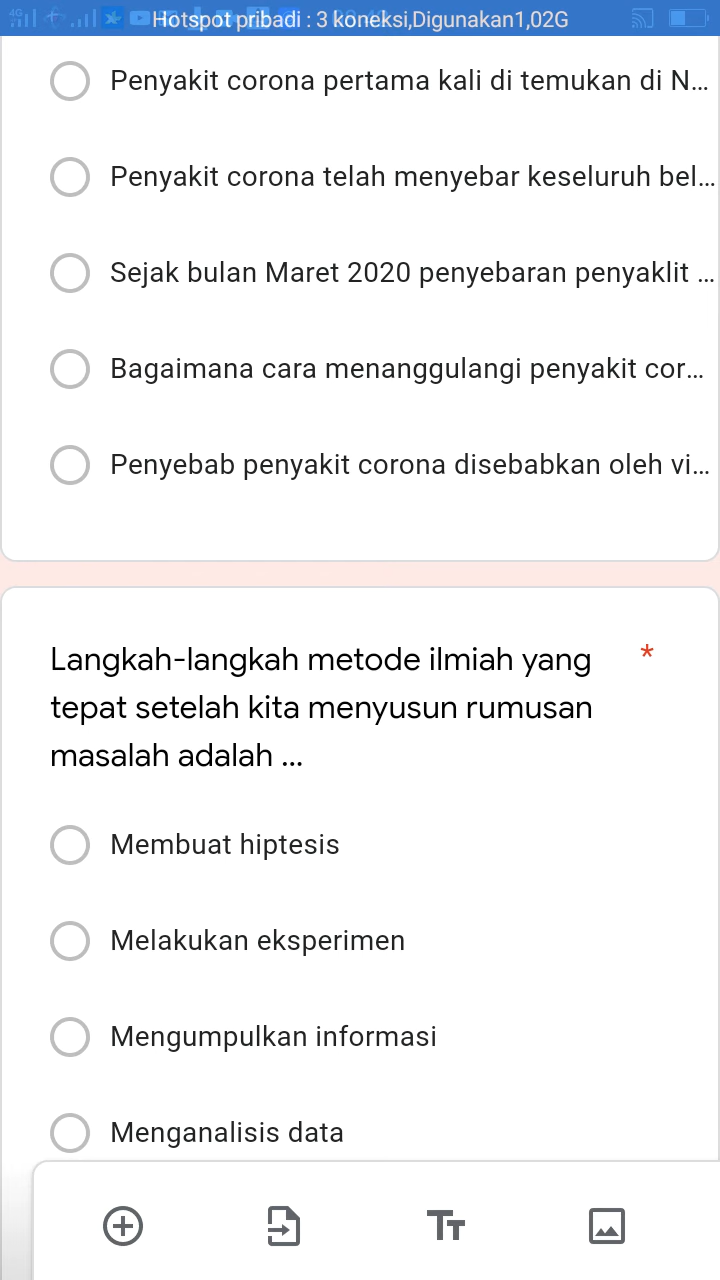 4G Hotspot pribadi : 3 koneksi,Digunakan1,02G
Penyakit corona pertama kali di temukan di N...
Penyakit corona telah menyebar keseluruh bel...
Sejak bulan Maret 2020 penyebaran penyaklit ...
Bagaimana cara menanggulangi penyakit cor...
Penyebab penyakit corona disebabkan oleh vi...
Langkah-langkah metode ilmiah yang *
tepat setelah kita menyusun rumusan
masalah adalah ...
Membuat hiptesis
Melakukan eksperimen
Mengumpulkan informasi
Menganalisis data
TT